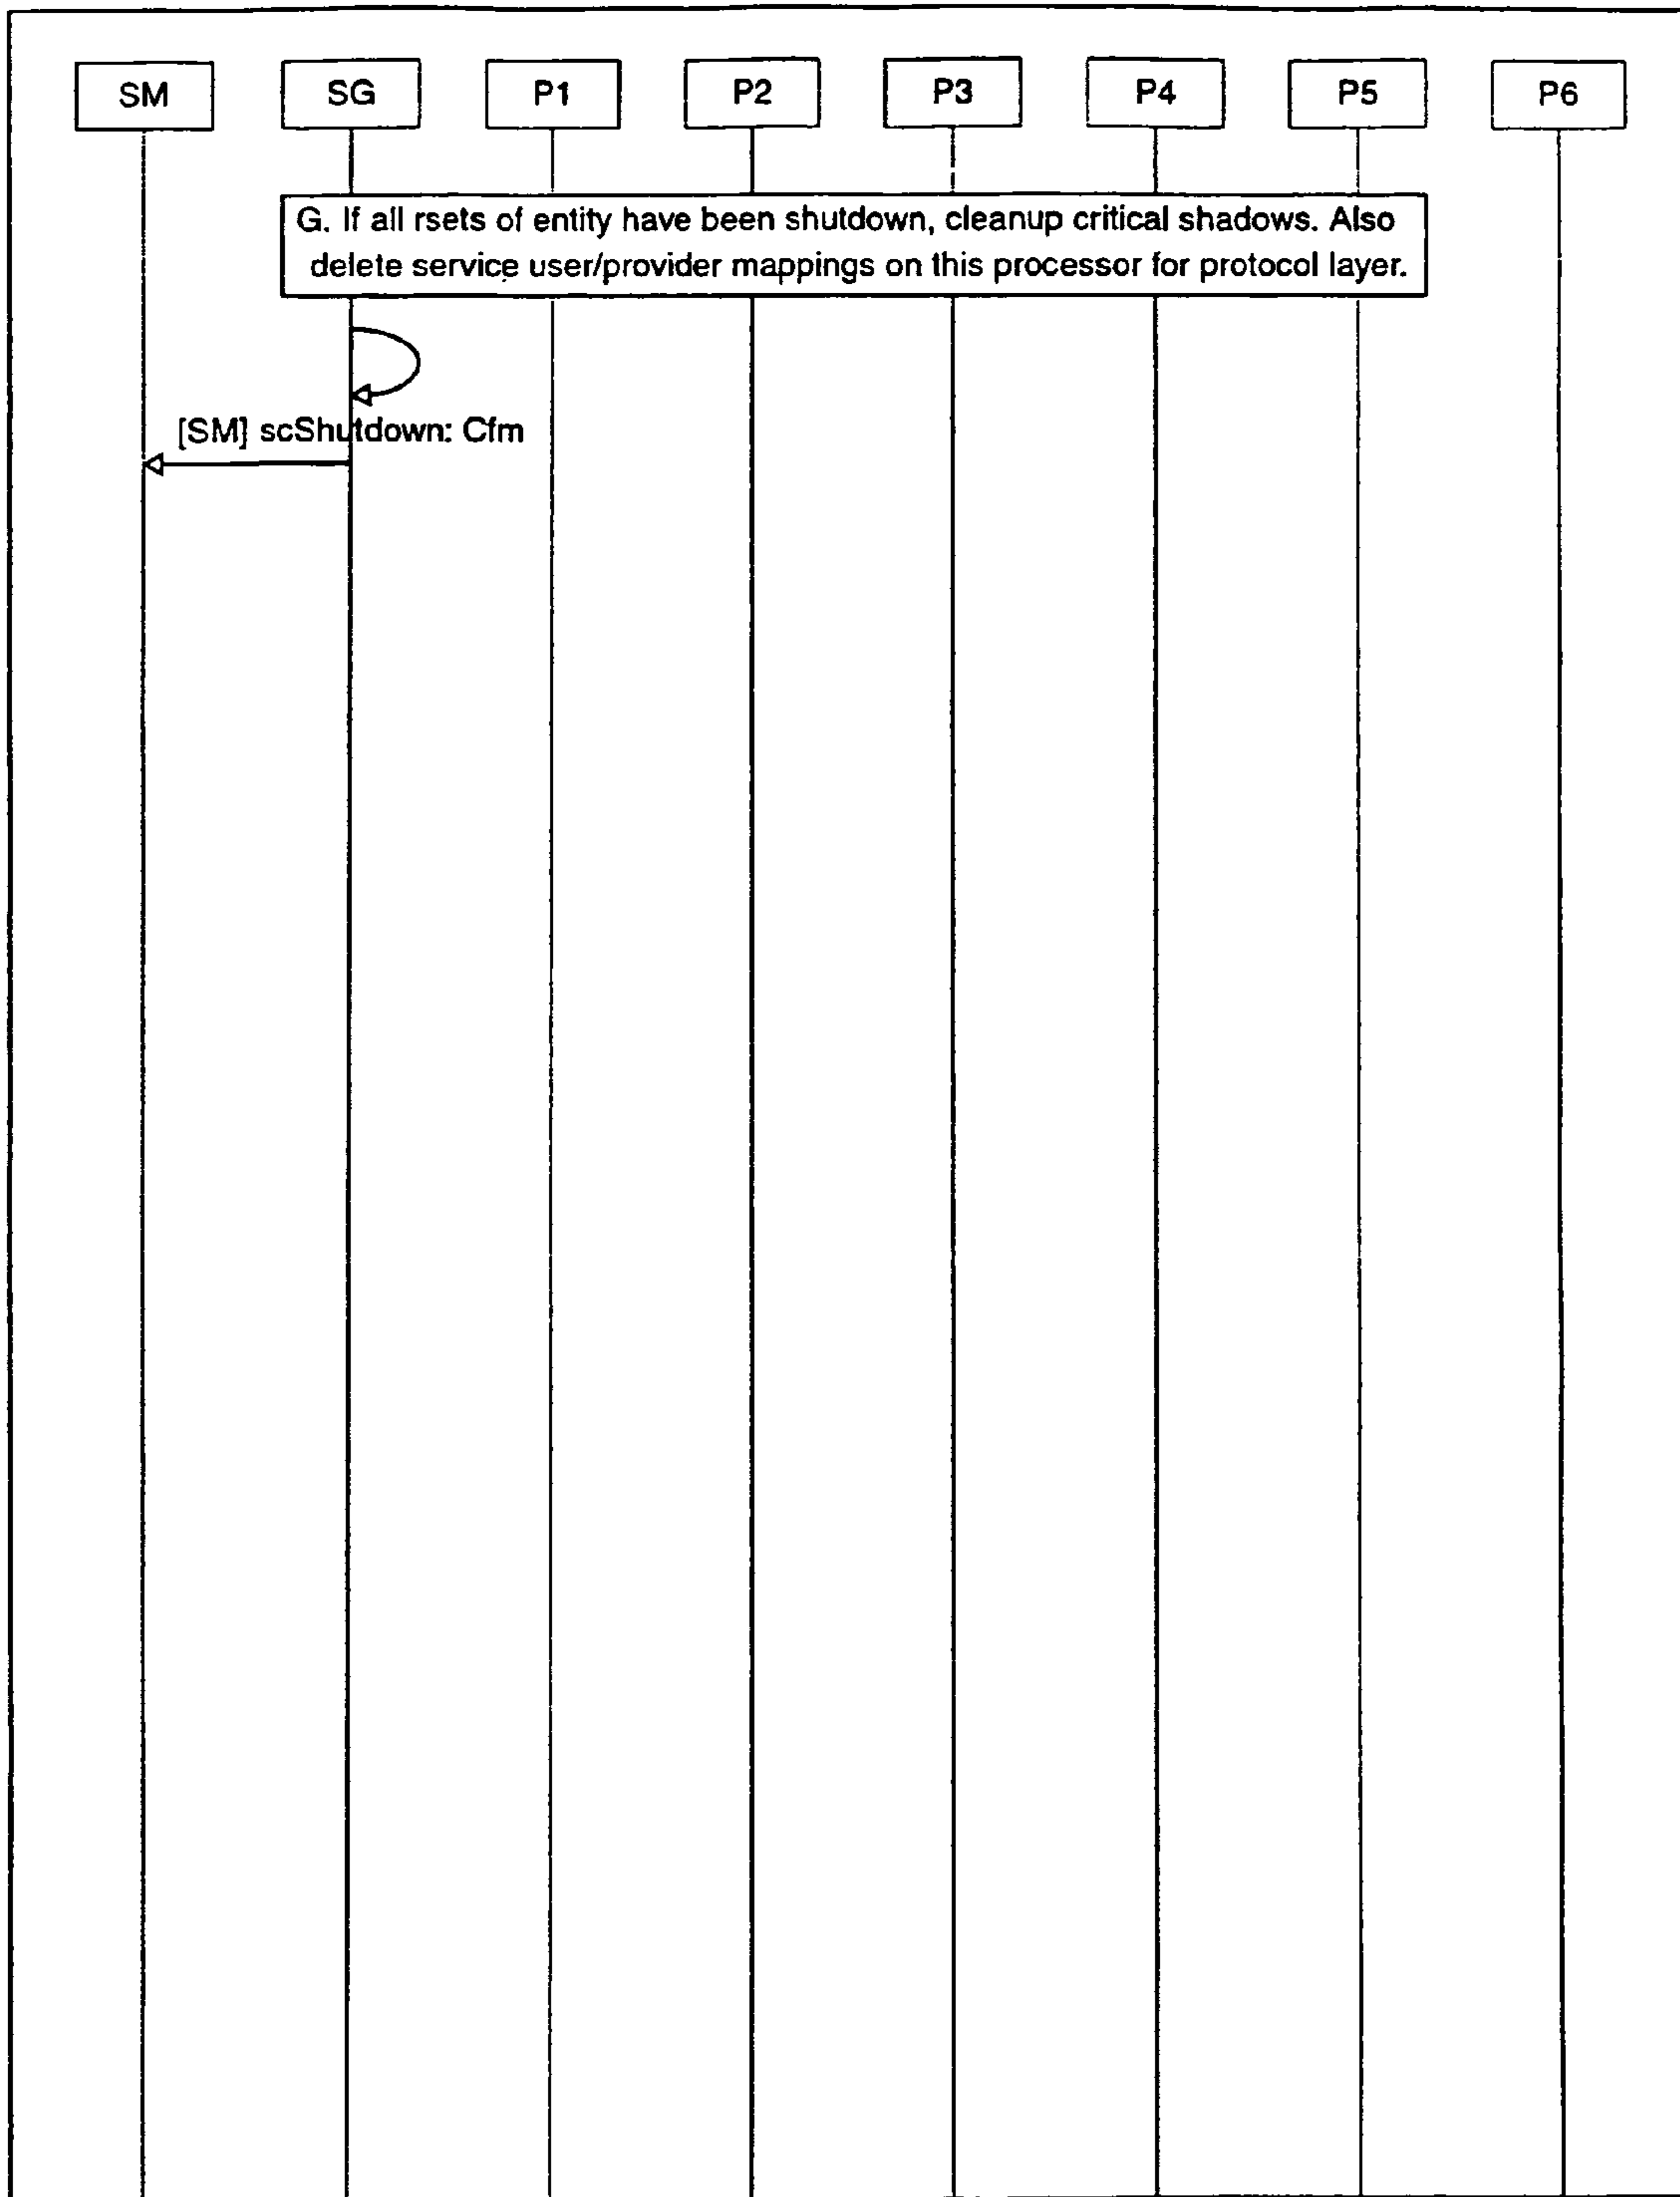 SM SG P1 P2 P3 P4 P5 P6
G. If all rsets of entity have been shutdown, cleanup critical shadows. Also
delete service user/provider mappings on this processor for protocol layer.
[SM] scShutdown: Cfm